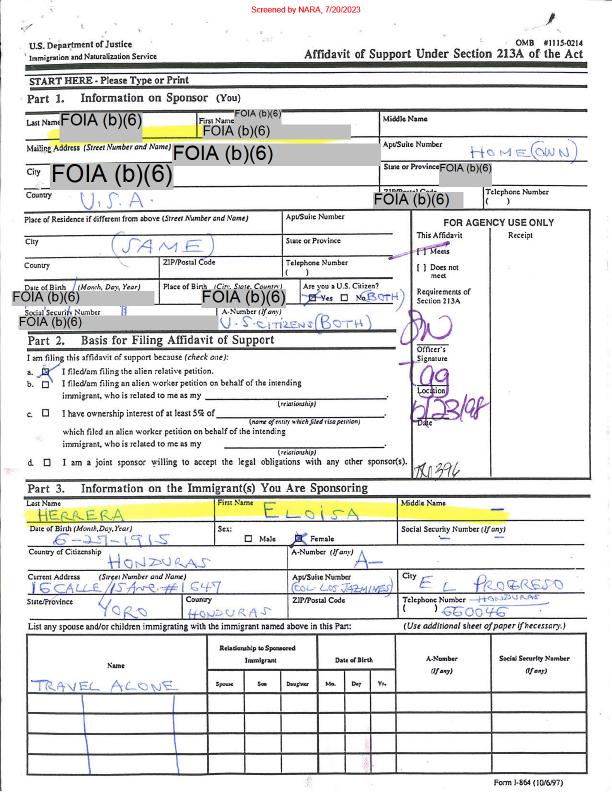 Screened by NARA, 7/20/2023
U.S. Department of Justice
Immigration and Naturalization Service
OMB #1115-0214
Affidavit of Support Under Section 213A of the Act
START HERE - Please Type or Print
Part 1. Information on Sponsor (You)
Last Name FOIA (b)(6) First Name FOIA (b)(6) FOIA (b)(6) Middle Name
Mailing Address (Street Number and Name) FOIA (b)(6) Apt/Suite Number HOME (OWN)
City FOIA (b)(6) State or Province FOIA (b)(6)
Country U.S.A. ZIP/Postal Code FOIA (b)(6) Telephone Number ( )
Place of Residence if different from above (Street Number and Name) Apt/Suite Number
FOR AGENCY USE ONLY
This Affidavit Receipt
[ ] Meets
[ ] Does not meet
Requirements of Section 213A
Officer's Signature
Location
6/23/98
Date
City (SAME) State or Province
Country ZIP/Postal Code Telephone Number ( )
Date of Birth (Month, Day, Year) FOIA (b)(6) Place of Birth (City, State, Country) FOIA (b)(6) Are you a U.S. Citizen? Yes No (BOTH)
Social Security Number FOIA (b)(6) A-Number (If any) U.S. CITIZENS (BOTH)
Part 2. Basis for Filing Affidavit of Support
I am filing this affidavit of support because (check one):
a. I filed/am filing the alien relative petition.
b. I filed/am filing an alien worker petition on behalf of the intending
immigrant, who is related to me as my .
(relationship)
c. I have ownership interest of at least 5% of
(name of entity which filed visa petition)
which filed an alien worker petition on behalf of the intending
immigrant, who is related to me as my .
(relationship)
d. I am a joint sponsor willing to accept the legal obligations with any other sponsor(s).
Part 3. Information on the Immigrant(s) You Are Sponsoring
Last Name HERRERA First Name ELOISA Middle Name —
Date of Birth (Month,Day,Year) 6-27-1915 Sex: Male Female Social Security Number (If any) - -
Country of Citizenship HONDURAS A-Number (If any) A-
Current Address (Street Number and Name) 16 CALLE/15 AVE. #1647 Apt/Suite Number (COL. LOS JAZMINES) City EL PROGRESO
State/Province YORO Country HONDURAS ZIP/Postal Code Telephone Number HONDURAS ( ) 660046
List any spouse and/or children immigrating with the immigrant named above in this Part: (Use additional sheet of paper if necessary.)
Name Relationship to Sponsored Immigrant Date of Birth A-Number (If any) Social Security Number (If any)
Spouse Son Daughter Mo. Day Yr.
TRAVEL ALONE
Form I-864 (10/6/97)